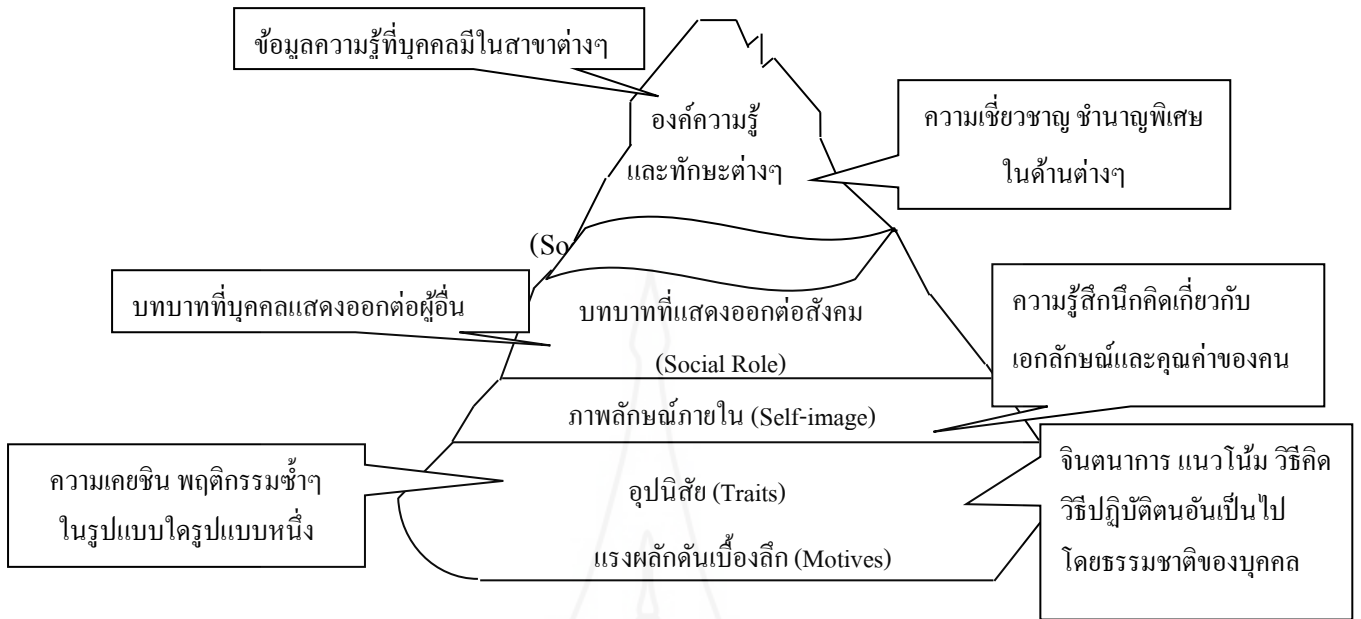 ข้อมูลความรู้ที่บุคคลมีในสาขาต่างๆ
องค์ความรู้
และทักษะต่างๆ
ความเชี่ยวชาญ ชำนาญพิเศษ
ในด้านต่างๆ
(So
บทบาทที่บุคคลแสดงออกต่อผู้อื่น
บทบาทที่แสดงออกต่อสังคม
(Social Role)
ความรู้สึกนึกคิดเกี่ยวกับ
เอกลักษณ์และคุณค่าของคน
ภาพลักษณ์ภายใน (Self-image)
ความเคยชิน พฤติกรรมซ้ำๆ
ในรูปแบบใดรูปแบบหนึ่ง
อุปนิสัย (Traits)
แรงผลักดันเบื้องลึก (Motives)
จินตนาการ แนวโน้ม วิธีคิด
วิธีปฏิบัติตนอันเป็นไป
โดยธรรมชาติของบุคคล